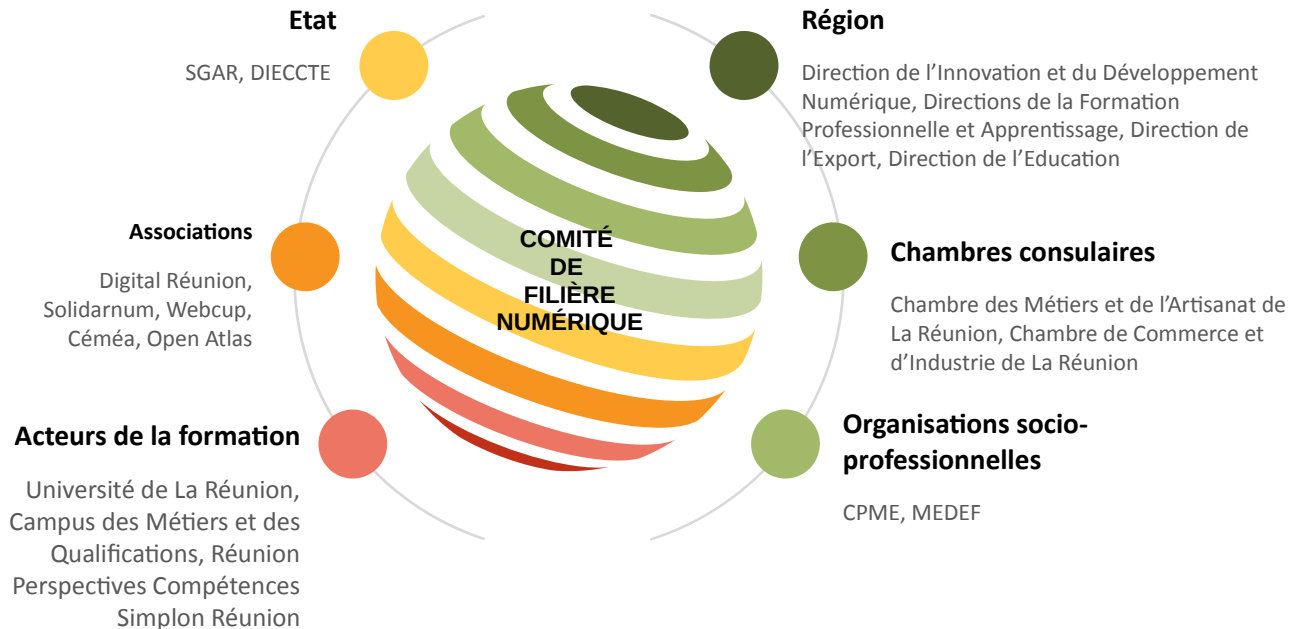 Etat
SGAR, DIECCTE
Région
Direction de l’Innovation et du Développement
Numérique, Directions de la Formation
Professionnelle et Apprentissage, Direction de
l’Export, Direction de l’Education
Associations
Digital Réunion,
Solidarnum, Webcup,
Céméa, Open Atlas
COMITÉ
DE
FILIÈRE
NUMÉRIQUE
Chambres consulaires
Chambre des Métiers et de l’Artisanat de
La Réunion, Chambre de Commerce et
d’Industrie de La Réunion
Acteurs de la formation
Université de La Réunion,
Campus des Métiers et des
Qualifications, Réunion
Perspectives Compétences
Simplon Réunion
Organisations socio-
professionnelles
CPME, MEDEF